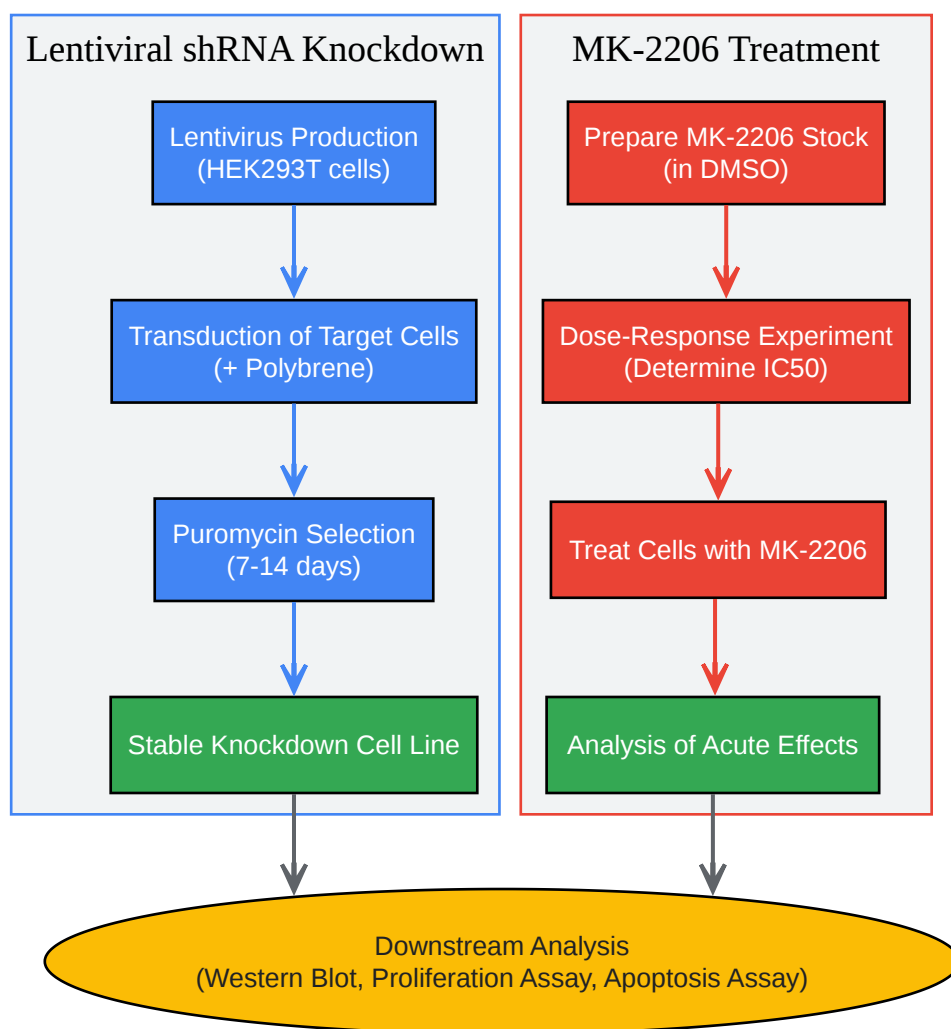 Lentiviral shRNA Knockdown
Lentivirus Production
(HEK293T cells)
Transduction of Target Cells
(+ Polybrene)
Puromycin Selection
(7-14 days)
Stable Knockdown Cell Line
MK-2206 Treatment
Prepare MK-2206 Stock
(in DMSO)
Dose-Response Experiment
(Determine IC50)
Treat Cells with MK-2206
Analysis of Acute Effects
Downstream Analysis
(Western Blot, Proliferation Assay, Apoptosis Assay)